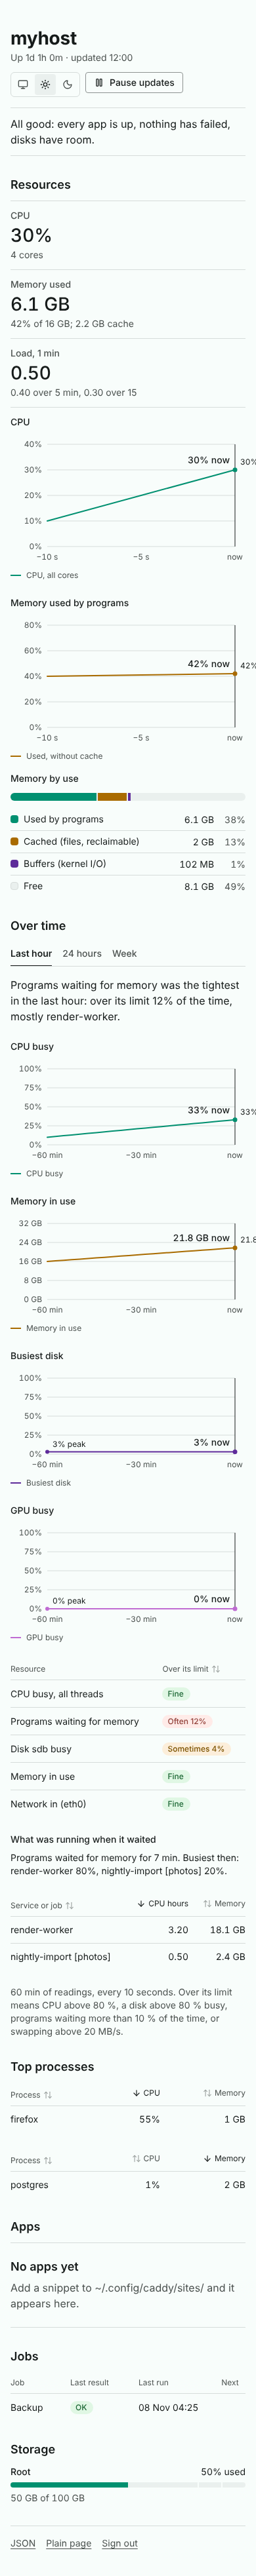 myhost
Up 1d 1h 0m · updated 12:00
Pause updates
All good: every app is up, nothing has failed,
disks have room.
Resources
CPU
30%
4 cores
Memory used
6.1 GB
42% of 16 GB; 2.2 GB cache
Load, 1 min
0.50
0.40 over 5 min, 0.30 over 15
CPU
40%
30% now
30%
30%
20%
10%
0%
−10 s −5 s now
CPU, all cores
Memory used by programs
80%
60%
42% now
42%
40%
20%
0%
−10 s −5 s now
Used, without cache
Memory by use
Used by programs 6.1 GB 38%
Cached (files, reclaimable) 2 GB 13%
Buffers (kernel I/O) 102 MB 1%
Free 8.1 GB 49%
Over time
Last hour 24 hours Week
Programs waiting for memory was the tightest
in the last hour: over its limit 12% of the time,
mostly render-worker.
CPU busy
100%
75%
50%
33% now
33%
25%
0%
−60 min −30 min now
CPU busy
Memory in use
32 GB
24 GB
21.8 GB now
21.8
16 GB
8 GB
0 GB
−60 min −30 min now
Memory in use
Busiest disk
100%
75%
50%
25%
3% peak
3% now
0%
−60 min −30 min now
Busiest disk
GPU busy
100%
75%
50%
25%
0% peak
0% now
0%
−60 min −30 min now
GPU busy
Resource Over its limit
CPU busy, all threads Fine
Programs waiting for memory Often 12%
Disk sdb busy Sometimes 4%
Memory in use Fine
Network in (eth0) Fine
What was running when it waited
Programs waited for memory for 7 min. Busiest then:
render-worker 80%, nightly-import [photos] 20%.
Service or job CPU hours Memory
render-worker 3.20 18.1 GB
nightly-import [photos] 0.50 2.4 GB
60 min of readings, every 10 seconds. Over its limit
means CPU above 80 %, a disk above 80 % busy,
programs waiting more than 10 % of the time, or
swapping above 20 MB/s.
Top processes
Process CPU Memory
firefox 55% 1 GB
Process CPU Memory
postgres 1% 2 GB
Apps
No apps yet
Add a snippet to ~/.config/caddy/sites/ and it
appears here.
Jobs
Job Last result Last run Next
Backup OK 08 Nov 04:25
Storage
Root 50% used
50 GB of 100 GB
JSON Plain page Sign out